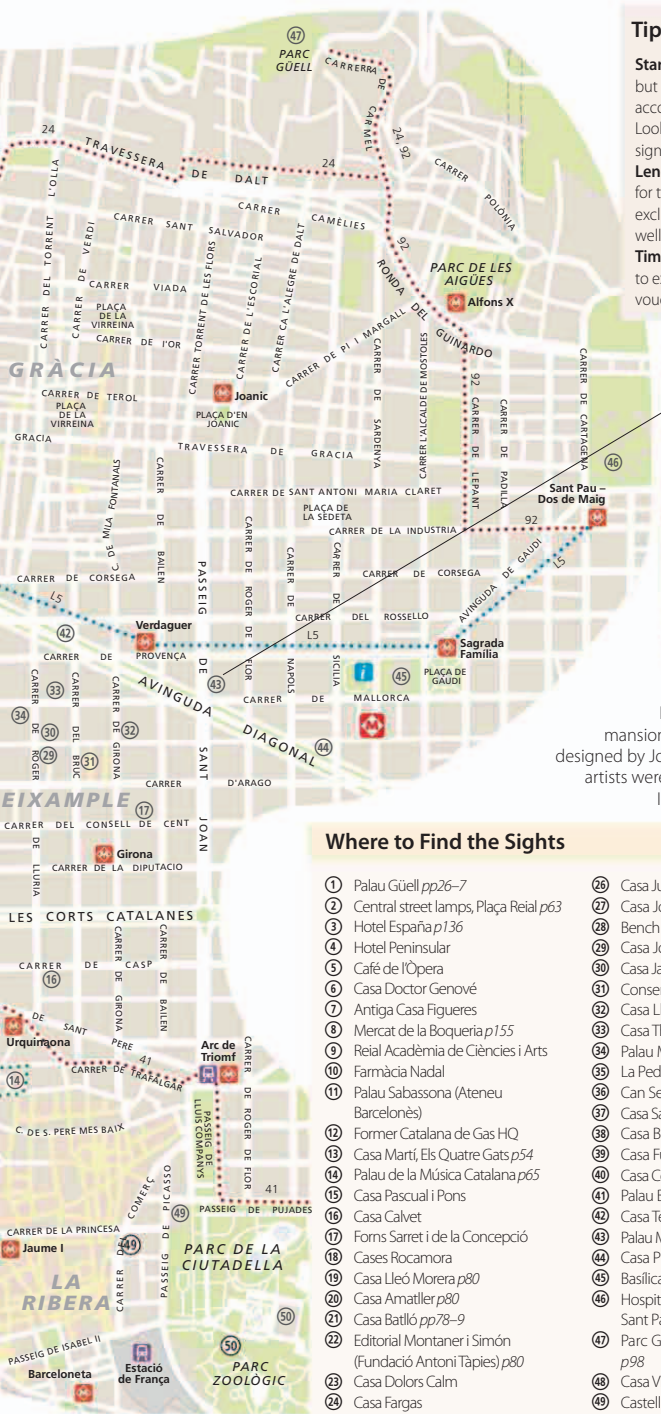 47
PARC
GÜELL
CARRERRA DE CARMEL
24
TRAVESSERA DE DALT
24
24, 92
CARRER POLÒNIA
CARRER CAMÈLIES
CARRER SANT SALVADOR
92
RONDA DEL GUINARDO
PARC DE LES
AIGÜES
Alfons X
CARRER DEL TORRENT L'OLLA
CARRER DE VERDI
CARRER VIADA
PLAÇA
DE LA
VIRREINA
CARRER DE l'OR
CARRER TORRENT DE LES FLORS
CARRER DE L'ESCORIAL
CARRER CA L'ALEGRE DE DALT
CARRER DE PI I MARGALL
CARRER DE SARDENYA
CARRER L'ALCALDE DE MOSTOLES
92
CARRER DE LEPANT
CARRER DE PADILLA
CARRER DE CARTAGENA
GRÀCIA
CARRER DE TEROL
PLAÇA
DE LA
VIRREINA
Joanic
PLAÇA D'EN
JOANIC
GRACIA
TRAVESSERA DE GRACIA
46
C. DE MILA FONTANALS
CARRER DE BAILEN
CARRER DE SANT ANTONI MARIA CLARET
PLAÇA DE
LA SEDETA
Sant Pau –
Dos de Maig
CARRER DE LA INDUSTRIA
92
PASSEIG DE SANT JOAN
CARRER DE ROGER DE FLOR
CARRER DE NAPOLS
CARRER DE SICILIA
CARRER DE CORSEGA
CARRER DE CORSEGA
AVINGUDA DE GAUDI
L5
L5
CARRER DEL ROSSELLO
42
Verdaguer
L5
Sagrada
Família
CARRER DE PROVENÇA
43
i
45
PLAÇA DE
GAUDI
CARRER DE MALLORCA
AVINGUDA DIAGONAL
44
33
34
30
29
31
32
CARRER DE ROGER DE LLURIA
CARRER DEL BRUC
CARRER DE GIRONA
CARRER D'ARAGO
EIXAMPLE
17
CARRER DEL CONSELL DE CENT
Girona
CARRER DE LA DIPUTACIO
LES CORTS CATALANES
CARRER DE GIRONA
CARRER DE BAILEN
CARRER DE CASP
16
Urquinaona
DE SANT PERE
41
CARRER DE TRAFALGAR
Arc de
Triomf
CARRER DE ROGER DE FLOR
14
PASSEIG DE
LLUIS COMPANYS
C. DE S. PERE MES BAIX
41
PASSEIG DE PUJADES
CARRER DEL COMERÇ
PASSEIG DE PICASSO
49
49
CARRER DE LA PRINCESA
Jaume I
PARC DE LA
CIUTADELLA
LA
RIBERA
50
50
PARC
ZOOLÒGIC
PASSEIG DE ISABEL II
Barceloneta
Estació
de França
Tip
Star
but
acco
Look
sign
Len
for t
excl
well
Tim
to ex
vouc
mansion
designed by Jo
artists were
Where to Find the Sights
1 Palau Güell pp26–7
2 Central street lamps, Plaça Reial p63
3 Hotel España p136
4 Hotel Peninsular
5 Café de l'Òpera
6 Casa Doctor Genové
7 Antiga Casa Figueres
8 Mercat de la Boqueria p155
9 Reial Acadèmia de Ciències i Arts
10 Farmàcia Nadal
11 Palau Sabassona (Ateneu
Barcelonès)
12 Former Catalana de Gas HQ
13 Casa Martí, Els Quatre Gats p54
14 Palau de la Música Catalana p65
15 Casa Pascual i Pons
16 Casa Calvet
17 Forns Sarret i de la Concepció
18 Cases Rocamora
19 Casa Lleó Morera p80
20 Casa Amatller p80
21 Casa Batlló pp78–9
22 Editorial Montaner i Simón
(Fundació Antoni Tàpies) p80
23 Casa Dolors Calm
24 Casa Fargas
26 Casa Ju
27 Casa Jo
28 Bench
29 Casa Jo
30 Casa Ja
31 Conser
32 Casa Ll
33 Casa Th
34 Palau M
35 La Ped
36 Can Se
37 Casa Sa
38 Casa B
39 Casa Fu
40 Casa Co
41 Palau B
42 Casa Te
43 Palau M
44 Casa P
45 Basílica
46 Hospit
Sant Pa
47 Parc G
p98
48 Casa V
49 Castell